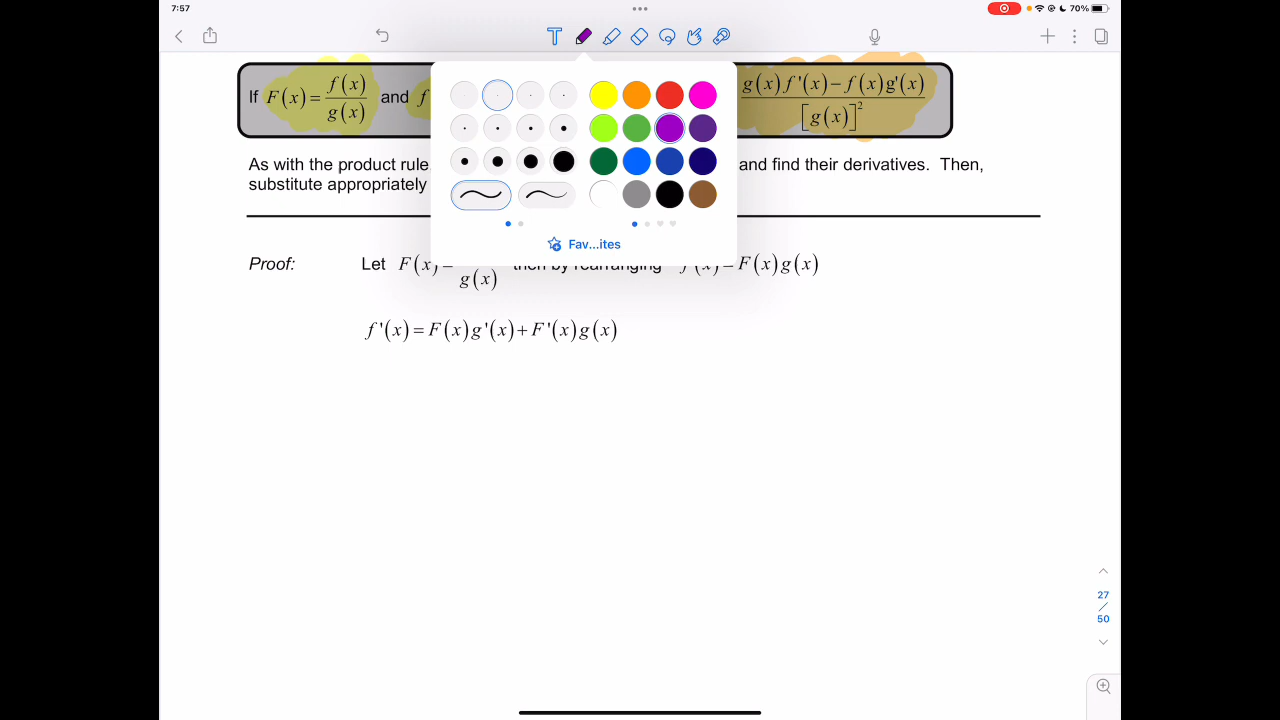 7:57
70%
If F(x) = f(x)/g(x) and f
g(x) f '(x) − f(x)g'(x) / [g(x)]²
As with the product rule and find their derivatives. Then,
substitute appropriately
Fav...ites
Proof: Let F(x) = /g(x) then by rearranging f(x) = F(x)g(x)
f '(x) = F(x)g '(x) + F '(x)g(x)
27
/
50